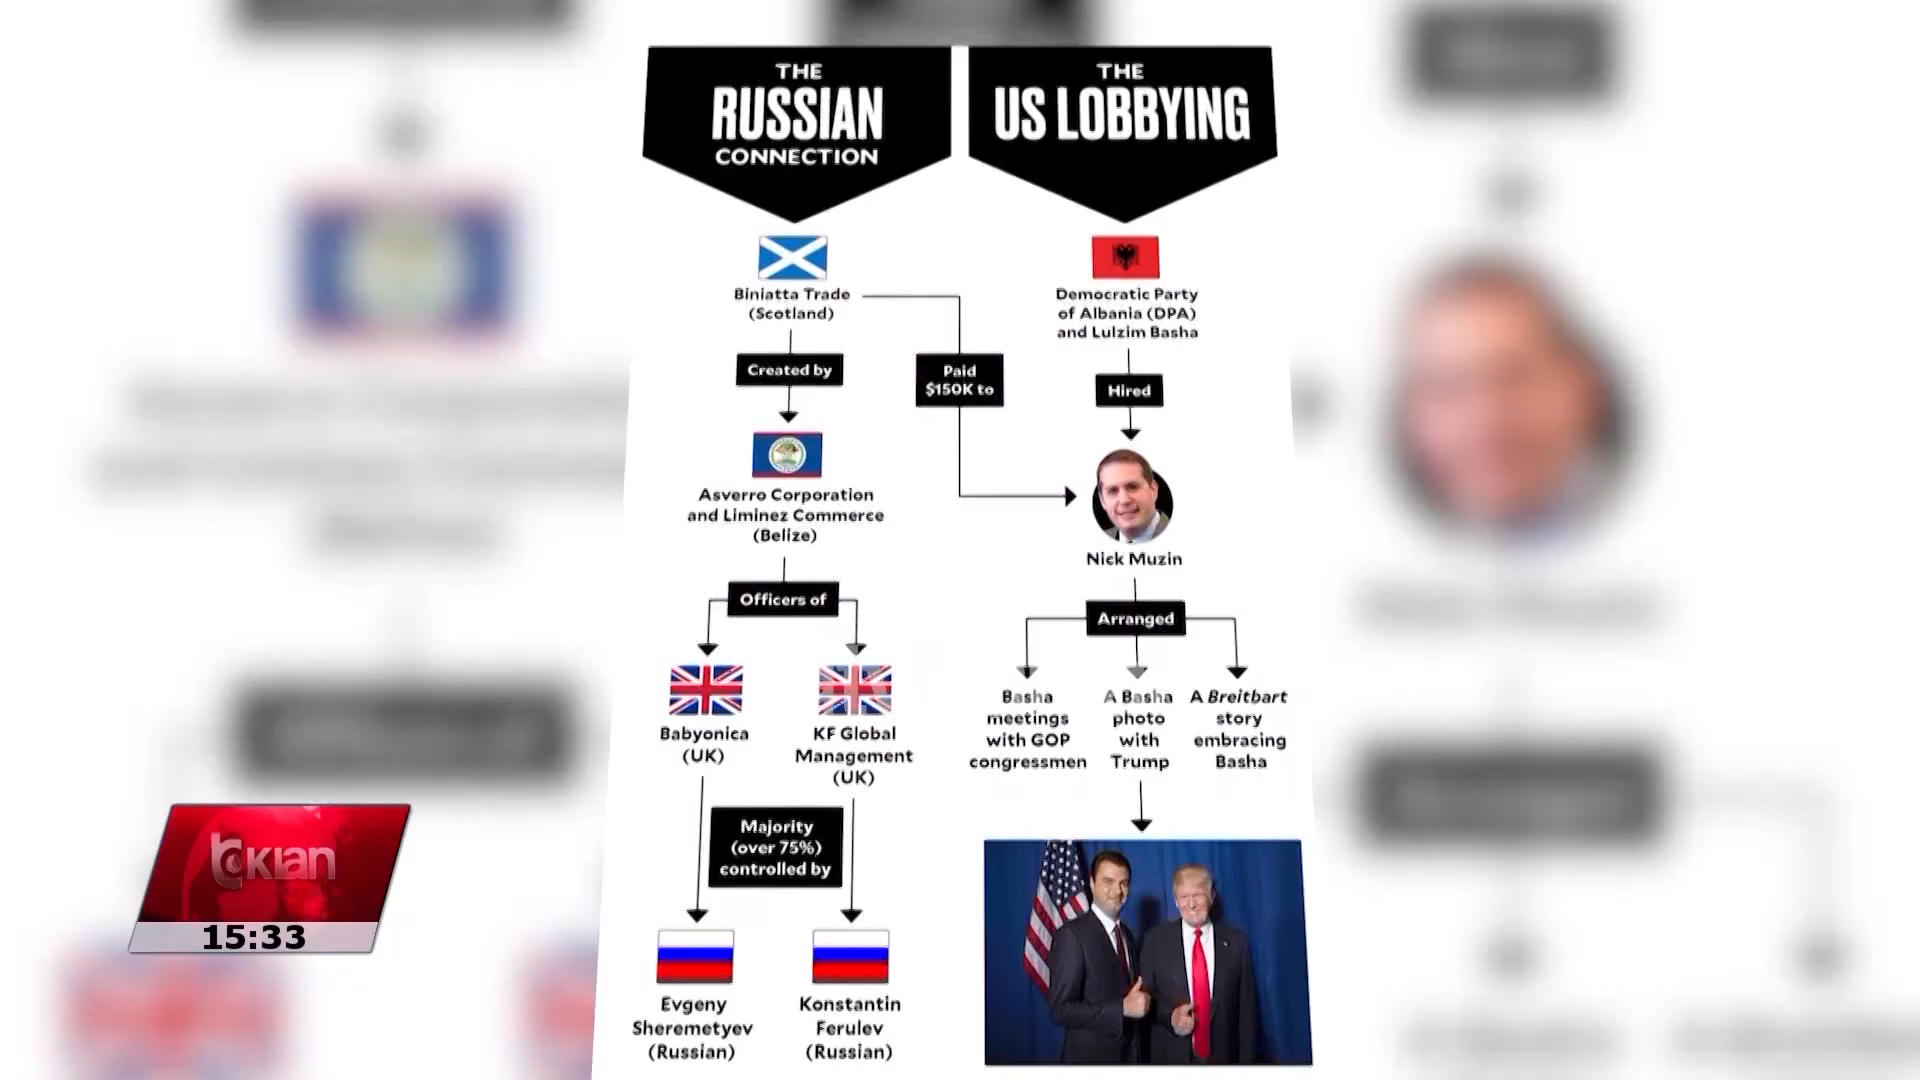 THE
RUSSIAN
CONNECTION
THE
US LOBBYING
Biniatta Trade
(Scotland)
Democratic Party
of Albania (DPA)
and Lulzim Basha
Created by
Paid
$150K to
Hired
Asverro Corporation
and Liminez Commerce
(Belize)
Nick Muzin
Officers of
Arranged
Babyonica
(UK)
KF Global
Management
(UK)
Basha
meetings
with GOP
congressmen
A Basha
photo
with
Trump
A Breitbart
story
embracing
Basha
Majority
(over 75%)
controlled by
Evgeny
Sheremetyev
(Russian)
Konstantin
Ferulev
(Russian)
tvklan
15:33